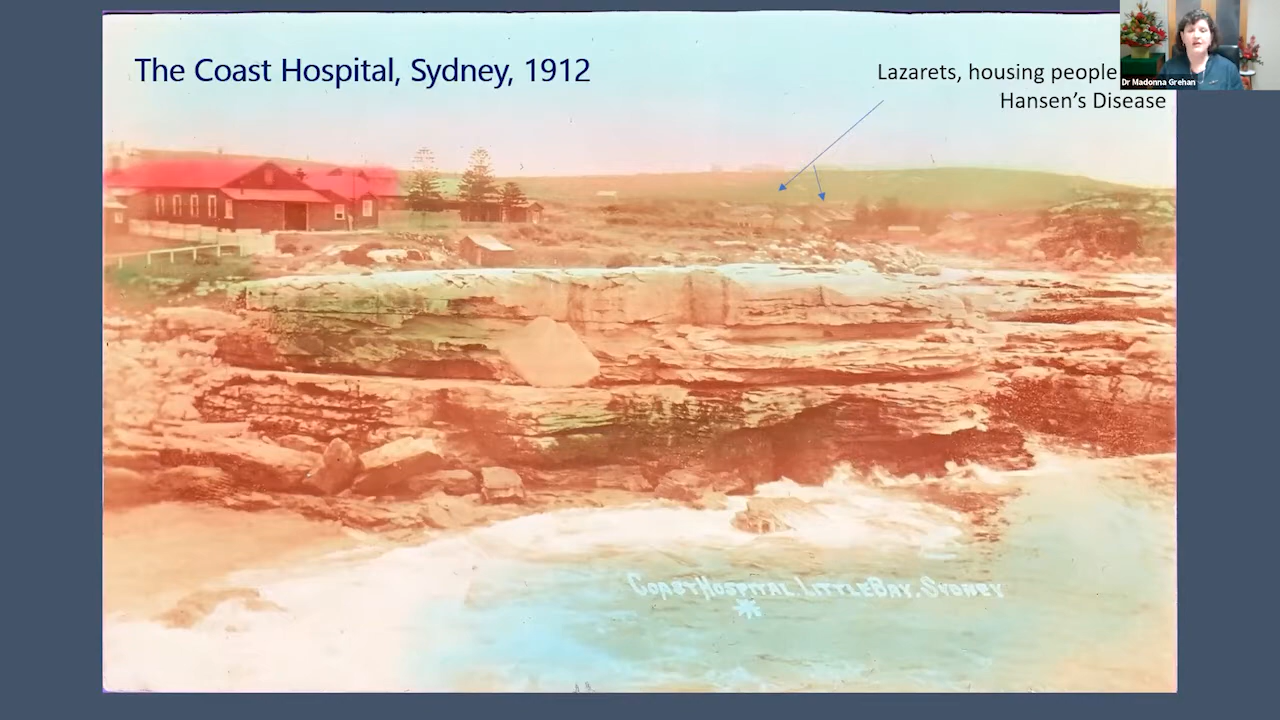 The Coast Hospital, Sydney, 1912
Lazarets, housing people
Hansen's Disease
Dr Madonna Grehan
COAST HOSPITAL, LITTLE BAY, SYDNEY